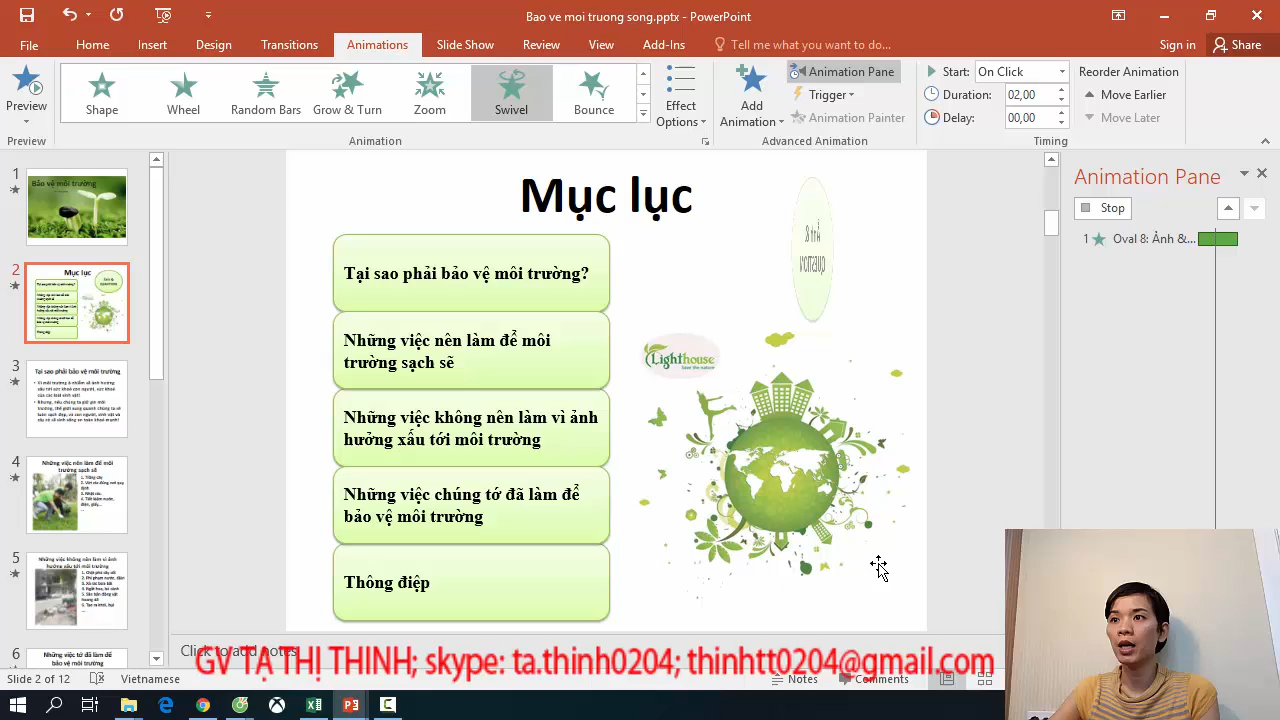 Bao ve moi truong song.pptx - PowerPoint
File Home Insert Design Transitions Animations Slide Show Review View Add-Ins Tell me what you want to do... Sign in Share
Preview
Shape Wheel Random Bars Grow & Turn Zoom Swivel Bounce
Effect Options
Add Animation
Animation Pane
Trigger
Animation Painter
Start: On Click
Duration: 02,00
Delay: 00,00
Reorder Animation
Move Earlier
Move Later
Preview Animation Advanced Animation Timing
1
Bảo vệ môi trường
2
Mục lục
3
Tại sao phải bảo vệ môi trường
4
Những việc nên làm để môi trường sạch sẽ
5
Những việc không nên làm vì ảnh hưởng xấu tới môi trường
6
Những việc tớ đã làm để bảo vệ môi trường
Mục lục
Tại sao phải bảo vệ môi trường?
Những việc nên làm để môi
trường sạch sẽ
Những việc không nên làm vì ảnh
hưởng xấu tới môi trường
Những việc chúng tớ đã làm để
bảo vệ môi trường
Thông điệp
Lighthouse
Save the nature
Animation Pane
Stop
1 Oval 8: Ảnh &...
Click to add notes
GV TẠ THỊ THINH; skype: ta.thinh0204; thinhtt0204@gmail.com
Slide 2 of 12 Vietnamese Notes Comments